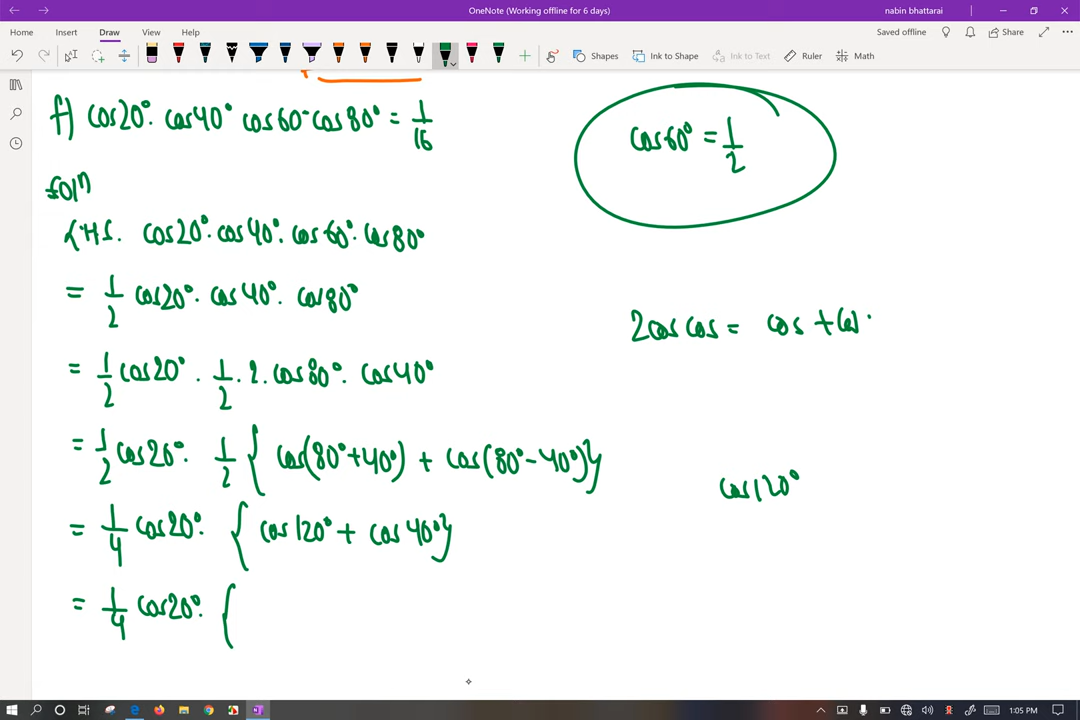 OneNote (Working offline for 6 days)
nabin bhattarai
Home Insert Draw View Help
Saved offline Share
Shapes Ink to Shape Ink to Text Ruler Math
f) cos20°. cos40° cos60° cos80° = 1/16
cos60° = 1/2
soln
LHS. cos20°. cos40°. cos60°. cos80°
= 1/2 cos20°. cos40°. cos80°
2cos cos = cos + cos.
= 1/2 cos20°. 1/2. 2. cos80°. cos40°
= 1/2 cos20°. 1/2 { cos(80°+40°) + cos(80°-40°)}
cos120°
= 1/4 cos20°. { cos120° + cos40°}
= 1/4 cos20°. {
1:05 PM